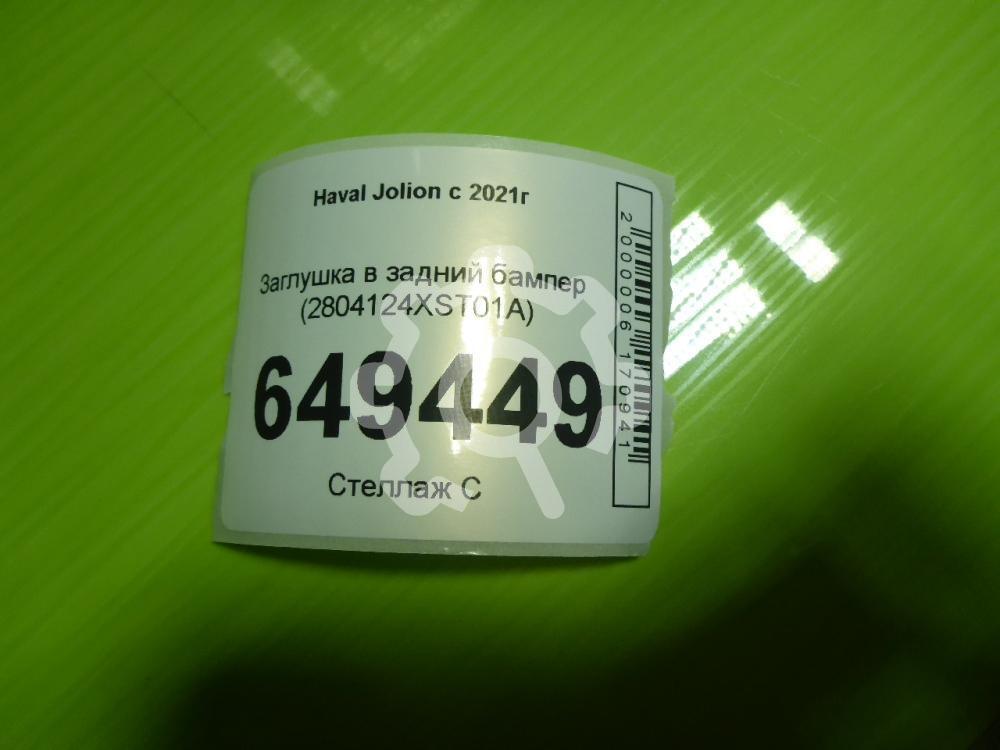 Haval Jolion с 2021г
Заглушка в задний бампер
(2804124XST01A)
649449
Стеллаж С
2000006170941